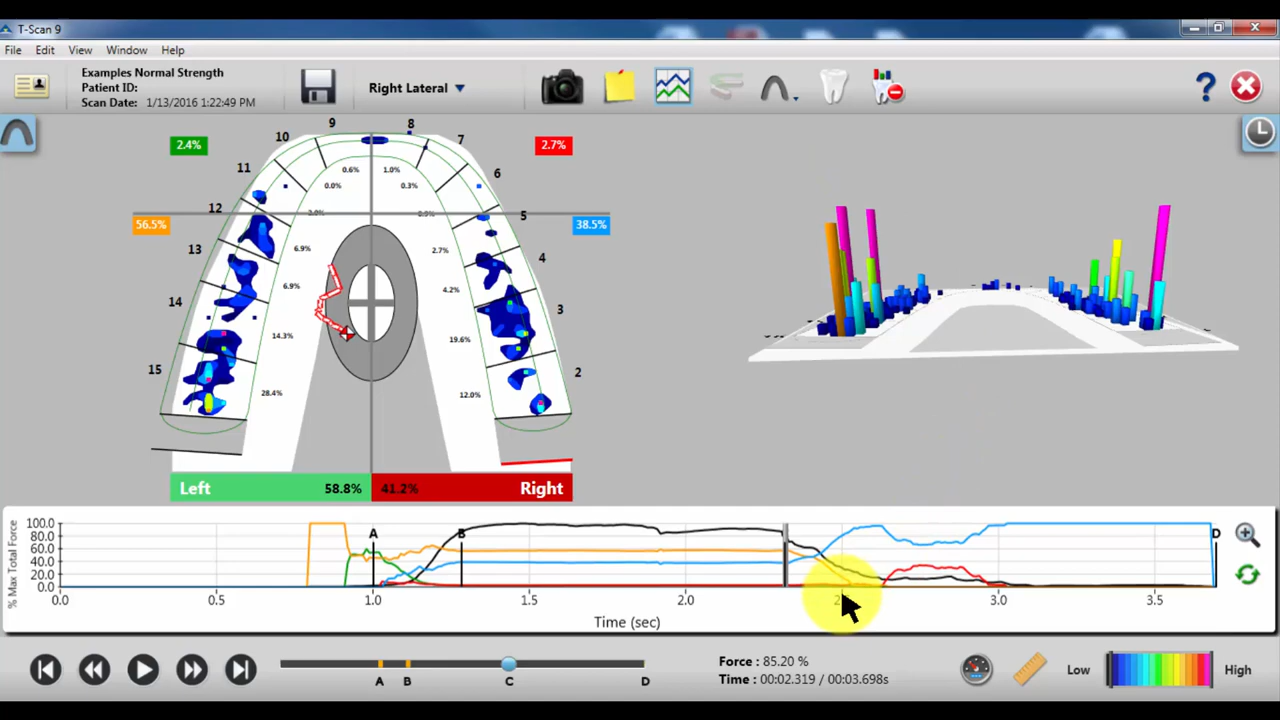 T-Scan 9
File Edit View Window Help
Examples Normal Strength
Patient ID:
Scan Date: 1/13/2016 1:22:49 PM
Right Lateral
?
9 8
10 7
2.4% 2.7%
11 6
0.6% 1.0%
0.0% 0.3%
12 5
56.5% 38.5%
13 4
6.9% 2.7%
6.9% 4.2%
14 3
14.3% 19.6%
15 2
28.4% 12.0%
Left 58.8% 41.2% Right
% Max Total Force
100.0
80.0
60.0
40.0
20.0
0.0
A B D
0.0 0.5 1.0 1.5 2.0 3.0 3.5
Time (sec)
A B C D
Force : 85.20 %
Time : 00:02.319 / 00:03.698s
Low High